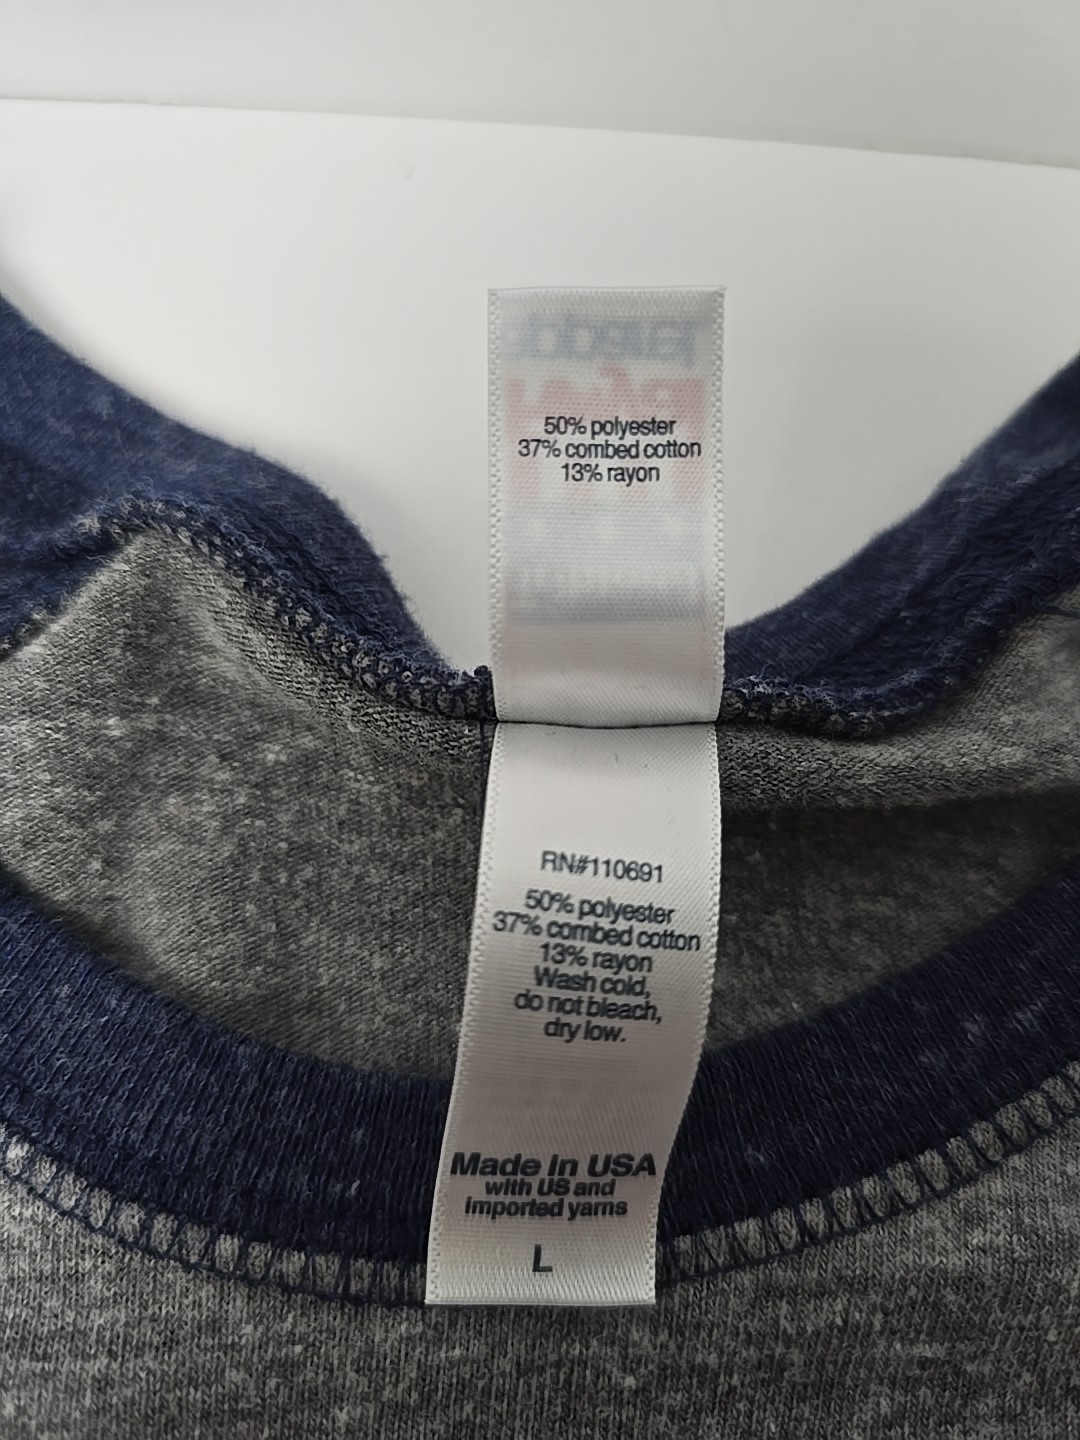 50% polyester
37% combed cotton
13% rayon
RN#110691
50% polyester
37% combed cotton
13% rayon
Wash cold,
do not bleach,
dry low.
Made in USA
with US and
imported yarns
L